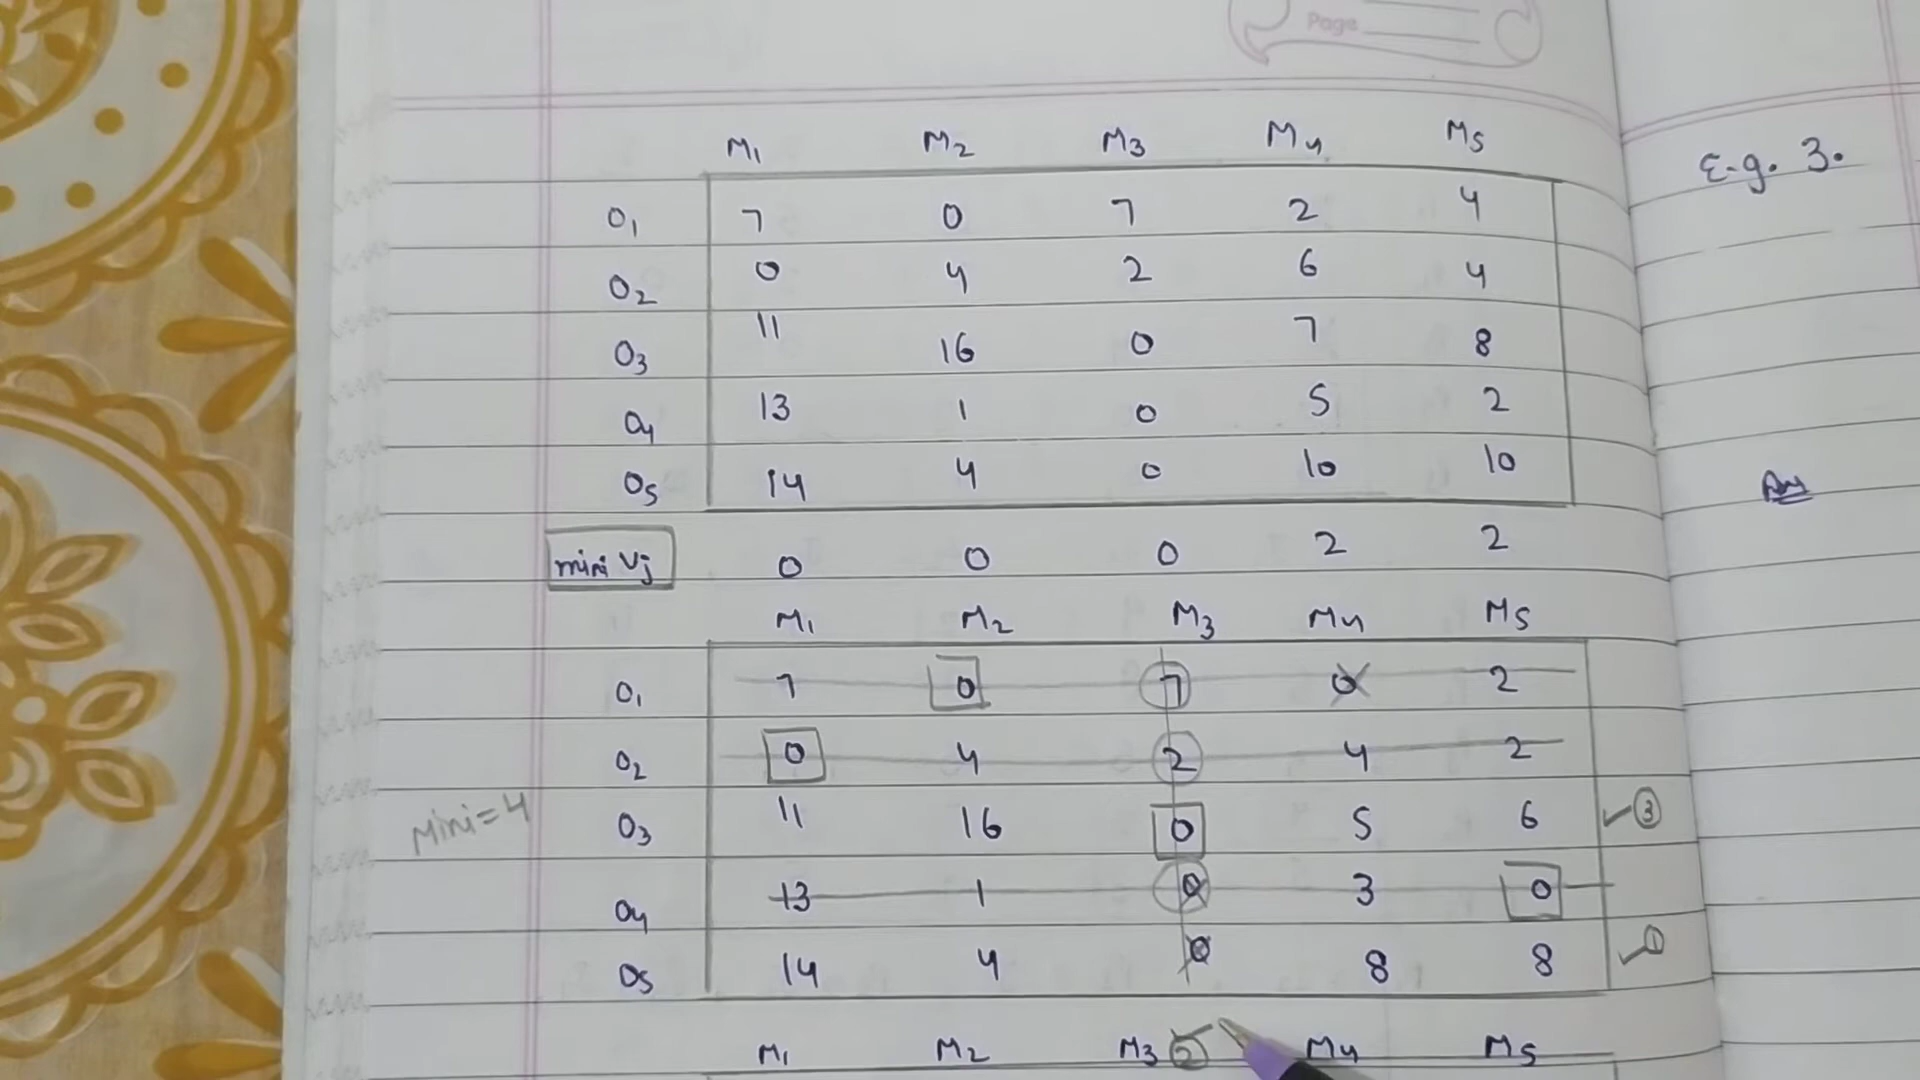 Page
M1 M2 M3 M4 M5
E.g. 3.
O1 7 0 7 2 4
O2 0 4 2 6 4
O3 11 16 0 7 8
O4 13 1 0 5 2
O5 14 4 0 10 10
Ans
mini Vj 0 0 0 2 2
M1 M2 M3 M4 M5
O1 7 0 7 0 2
O2 0 4 2 4 2
Mini=4 O3 11 16 0 5 6 ✓③
O4 13 1 0 3 0
O5 14 4 0 8 8 ✓①
M1 M2 M3 ② ✓ M4 M5